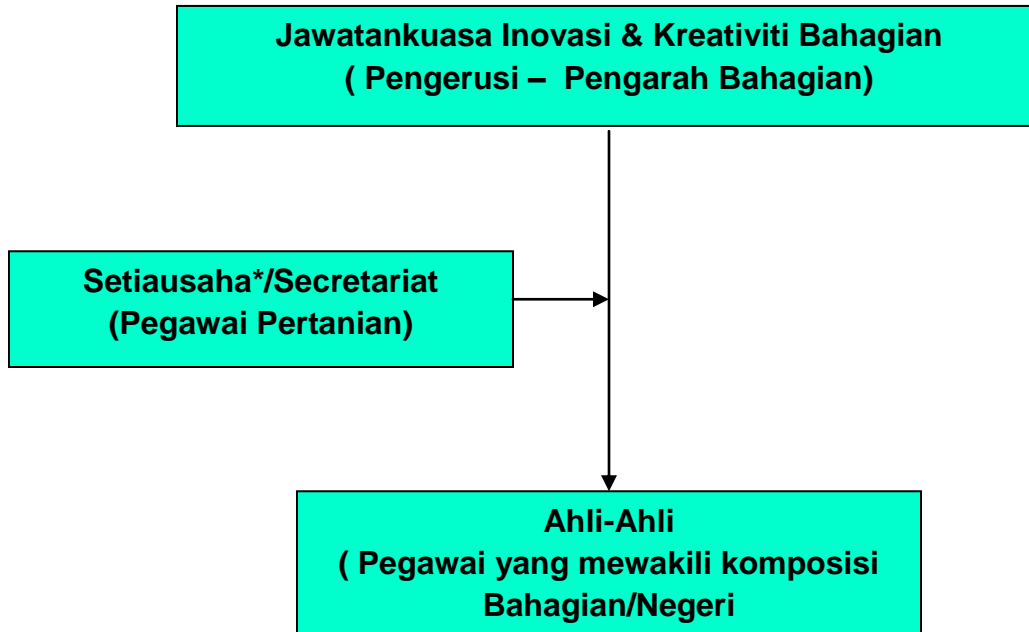 Jawatankuasa Inovasi & Kreativiti Bahagian
( Pengerusi – Pengarah Bahagian)
Setiausaha*/Secretariat
(Pegawai Pertanian)
Ahli-Ahli
( Pegawai yang mewakili komposisi
Bahagian/Negeri